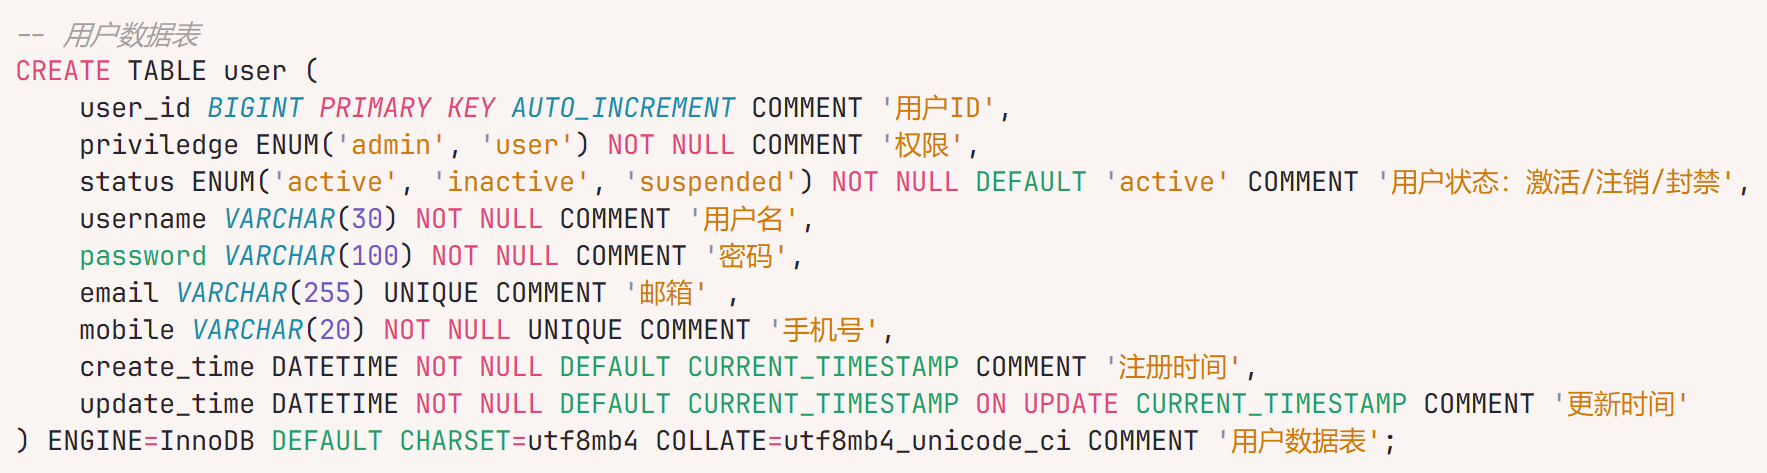 -- 用户数据表
CREATE TABLE user (
    user_id BIGINT PRIMARY KEY AUTO_INCREMENT COMMENT '用户ID',
    priviledge ENUM('admin', 'user') NOT NULL COMMENT '权限',
    status ENUM('active', 'inactive', 'suspended') NOT NULL DEFAULT 'active' COMMENT '用户状态：激活/注销/封禁',
    username VARCHAR(30) NOT NULL COMMENT '用户名',
    password VARCHAR(100) NOT NULL COMMENT '密码',
    email VARCHAR(255) UNIQUE COMMENT '邮箱' ,
    mobile VARCHAR(20) NOT NULL UNIQUE COMMENT '手机号',
    create_time DATETIME NOT NULL DEFAULT CURRENT_TIMESTAMP COMMENT '注册时间',
    update_time DATETIME NOT NULL DEFAULT CURRENT_TIMESTAMP ON UPDATE CURRENT_TIMESTAMP COMMENT '更新时间'
) ENGINE=InnoDB DEFAULT CHARSET=utf8mb4 COLLATE=utf8mb4_unicode_ci COMMENT '用户数据表';